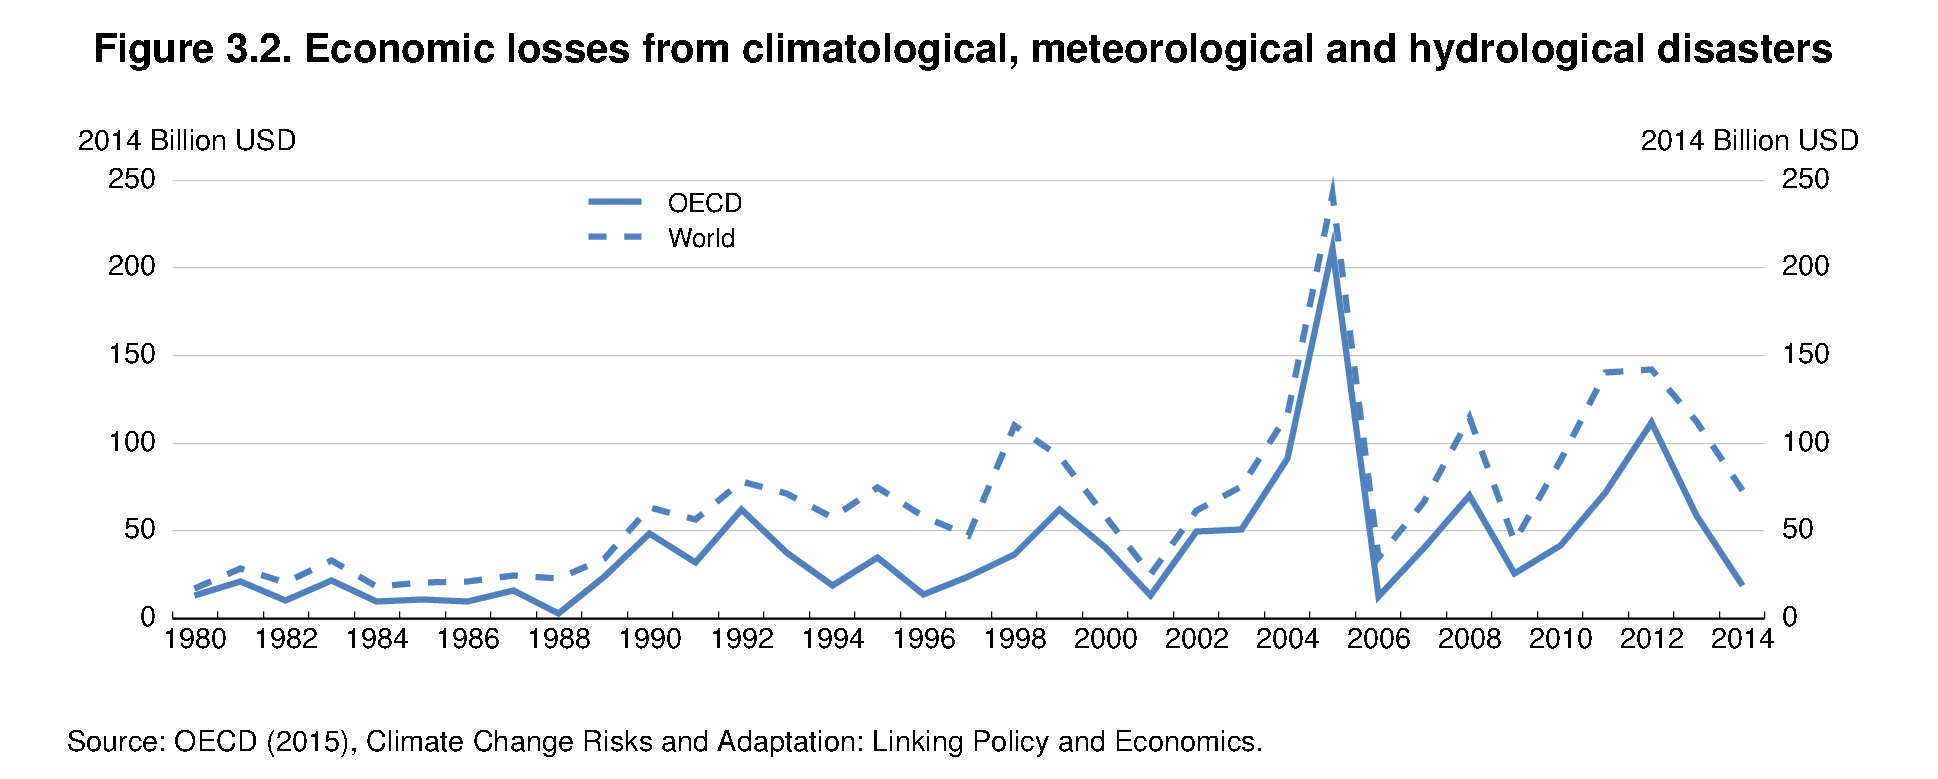 Figure 3.2. Economic losses from climatological, meteorological and hydrological disasters
2014 Billion USD 2014 Billion USD
250 250
OECD
World
200 200
150 150
100 100
50 50
0 0
1980 1982 1984 1986 1988 1990 1992 1994 1996 1998 2000 2002 2004 2006 2008 2010 2012 2014
Source: OECD (2015), Climate Change Risks and Adaptation: Linking Policy and Economics.